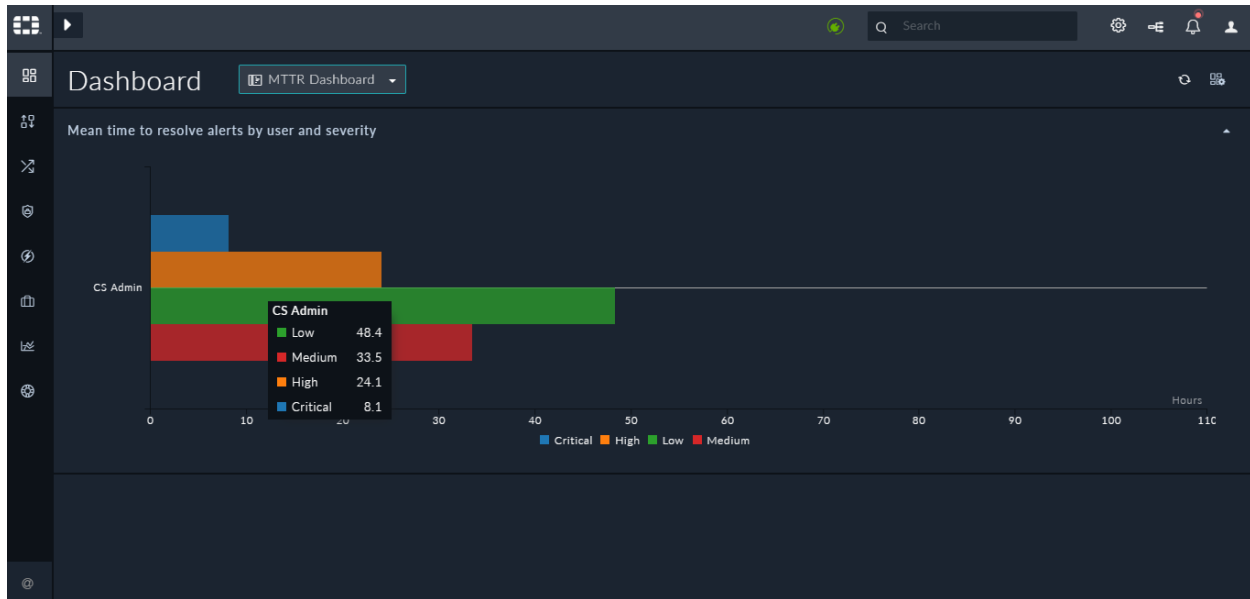 Search
Dashboard
MTTR Dashboard
Mean time to resolve alerts by user and severity
CS Admin
CS Admin
Low 48.4
Medium 33.5
High 24.1
Critical 8.1
Hours
0 10 20 30 40 50 60 70 80 90 100 110
Critical High Low Medium
@